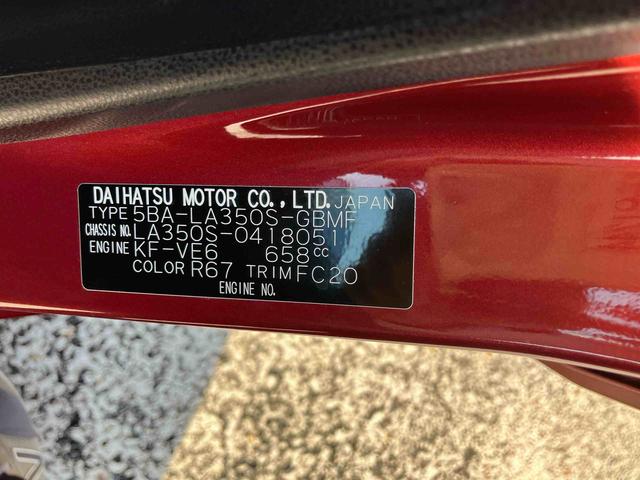 DAIHATSU MOTOR CO.,LTD. JAPAN
TYPE 5BA-LA350S-GBMF
CHASSIS NO. LA350S-0418051
ENGINE KF-VE6 658cc
COLOR R67 TRIM FC20
ENGINE NO.